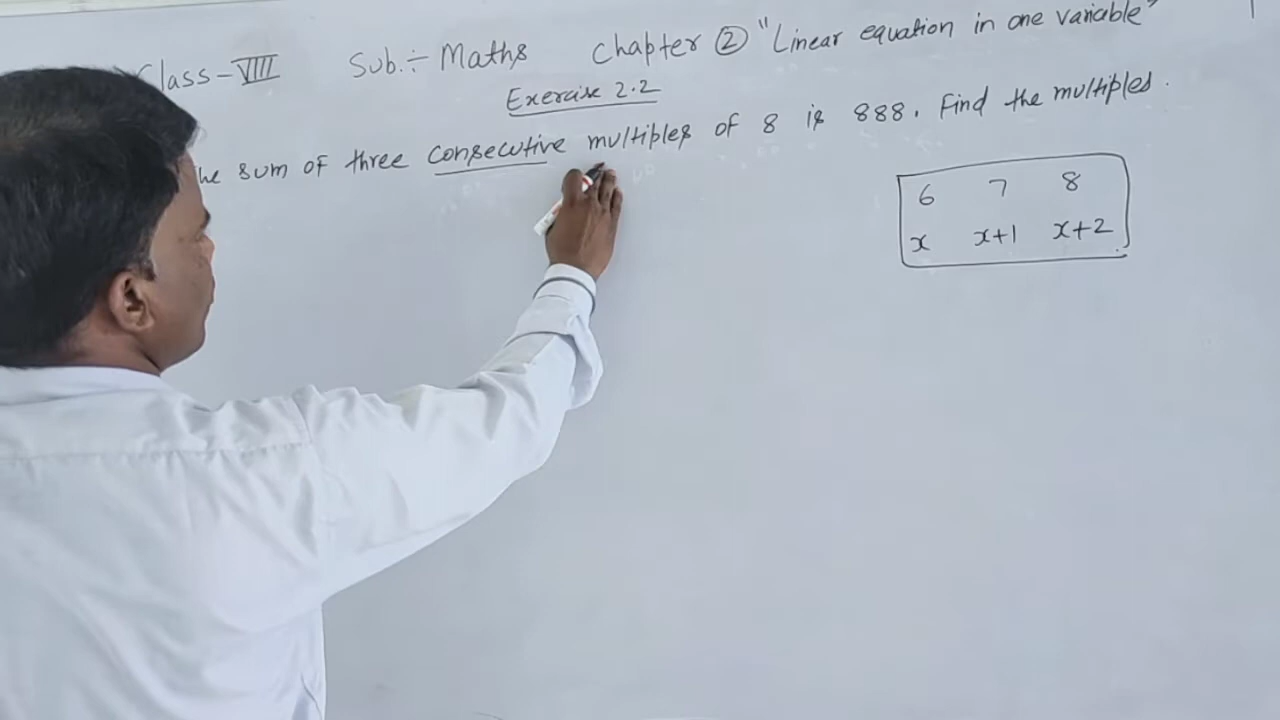 Class-VIII Sub.÷ Maths Chapter ② "Linear equation in one variable"
Exercise 2.2
he sum of three consecutive multiples of 8 is 888. Find the multiples.
6 7 8
x x+1 x+2